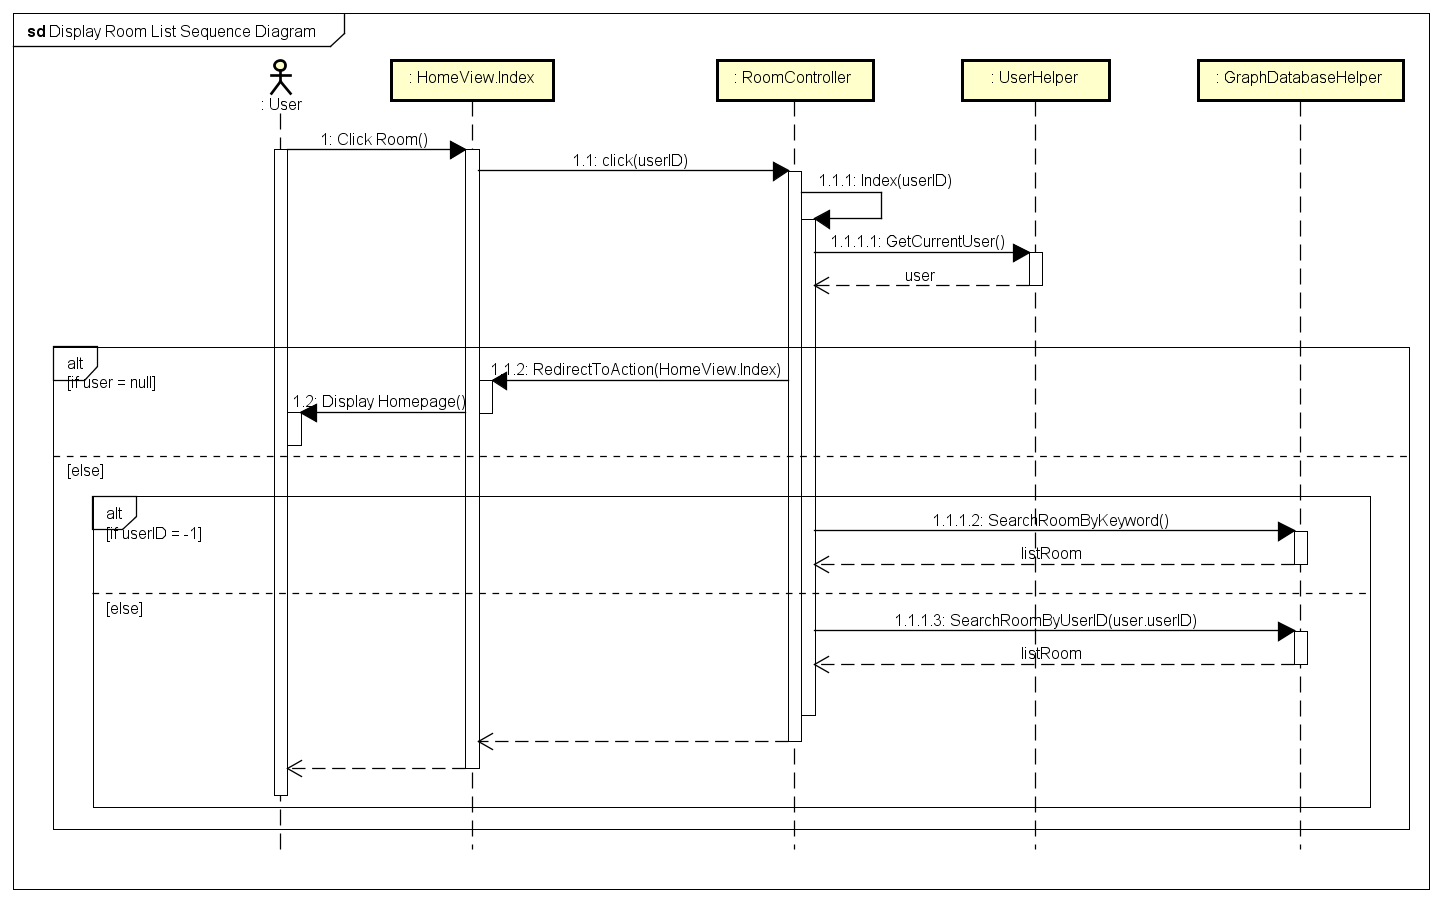 sd Display Room List Sequence Diagram
: User
: HomeView.Index
: RoomController
: UserHelper
: GraphDatabaseHelper
1: Click Room()
1.1: click(userID)
1.1.1: Index(userID)
1.1.1.1: GetCurrentUser()
user
alt
[if user = null]
1.1.2: RedirectToAction(HomeView.Index)
1.2: Display Homepage()
[else]
alt
[if userID = -1]
1.1.1.2: SearchRoomByKeyword()
listRoom
[else]
1.1.1.3: SearchRoomByUserID(user.userID)
listRoom